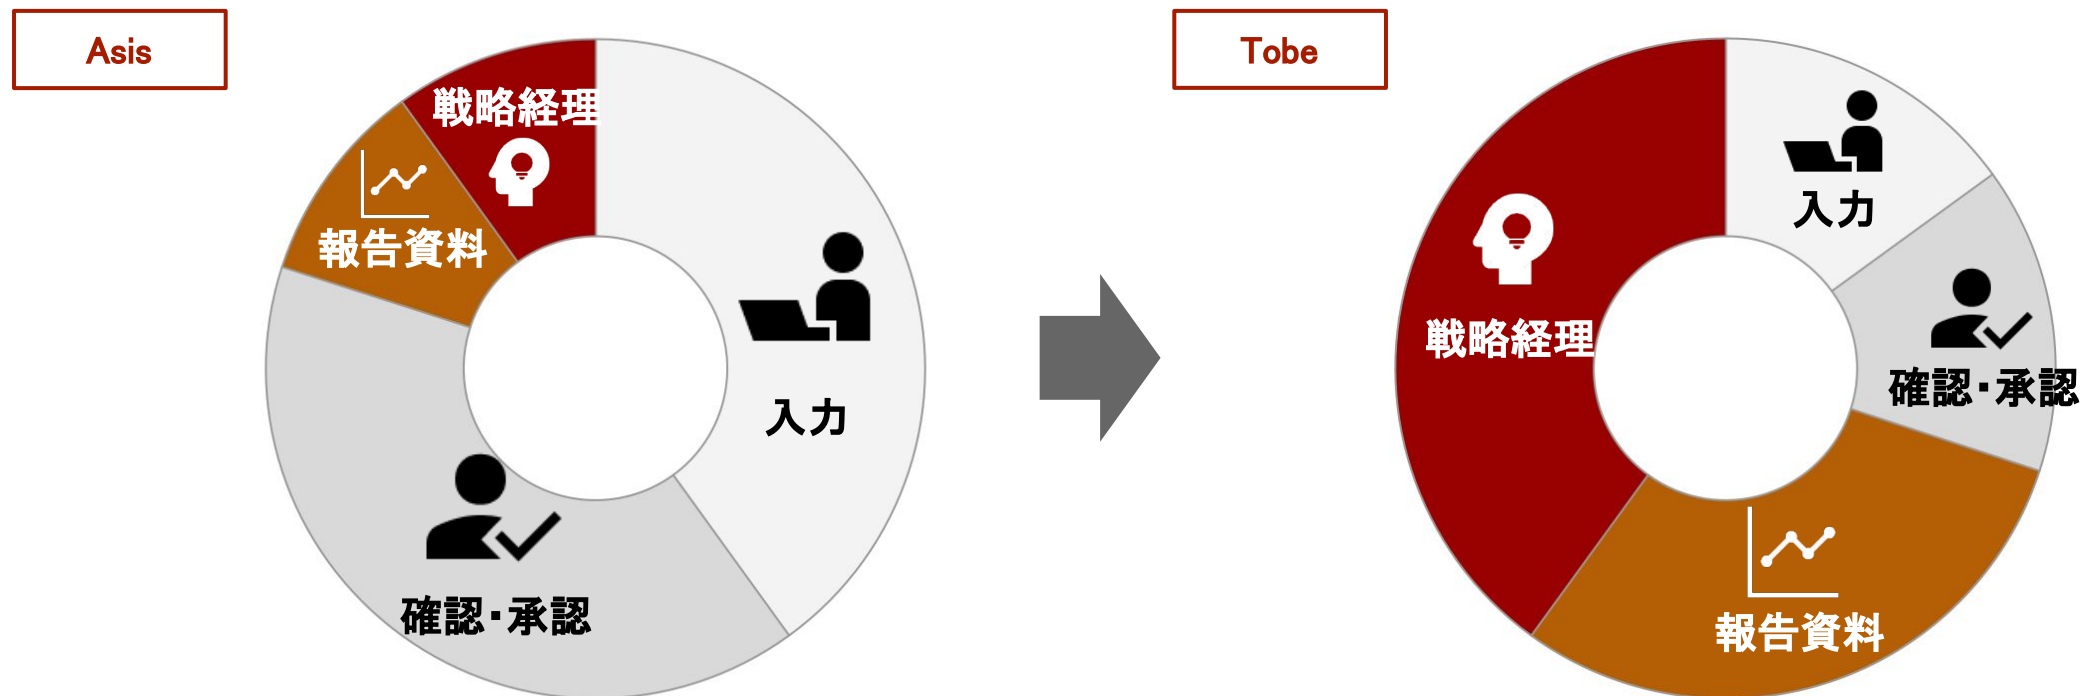 Asis
戦略経理
報告資料
入力
確認・承認
Tobe
入力
戦略経理
確認・承認
報告資料